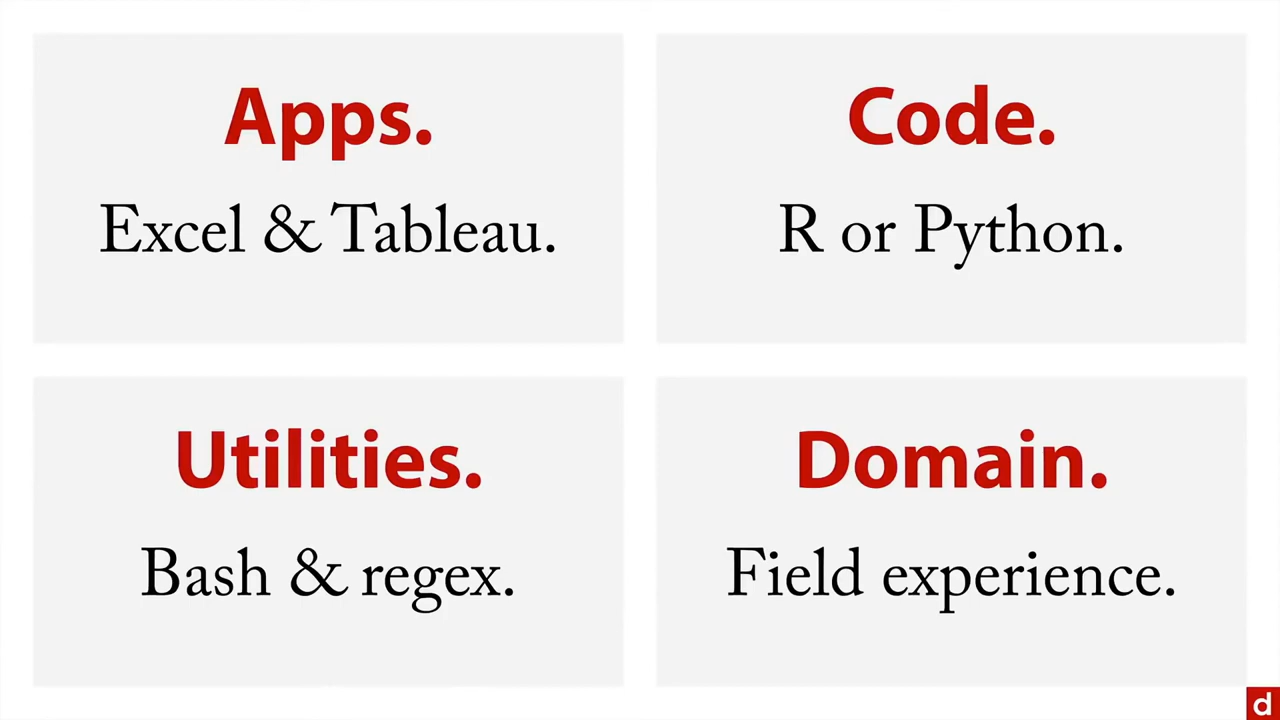 Apps.
Excel & Tableau.
Code.
R or Python.
Utilities.
Bash & regex.
Domain.
Field experience.
d